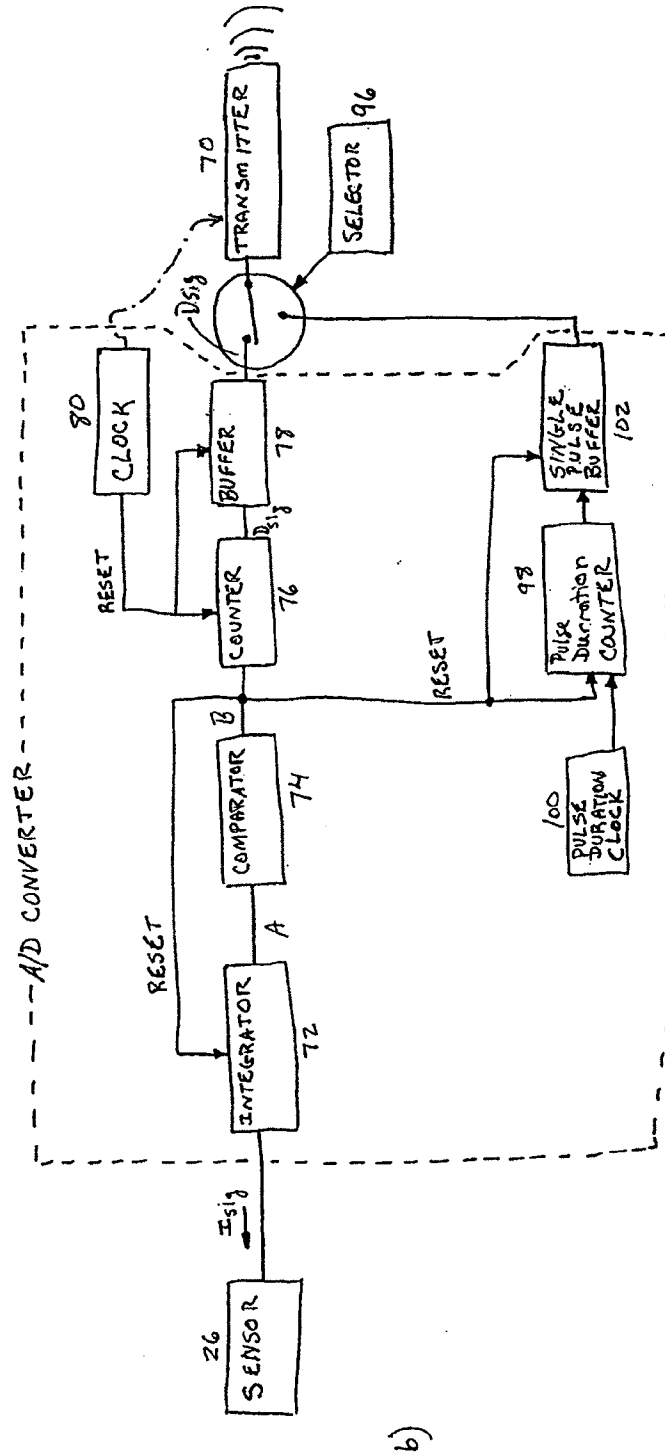 A/D CONVERTER
80
CLOCK
RESET
RESET
26
SENSOR
Isig
INTEGRATOR
72
A
COMPARATOR
74
B
COUNTER
76
Dsig
BUFFER
78
Dsig
TRANSMITTER
70
SELECTOR
96
RESET
100
PULSE
DURATION
CLOCK
98
Pulse
Durration
COUNTER
SINGLE
PULSE
BUFFER
102
b)